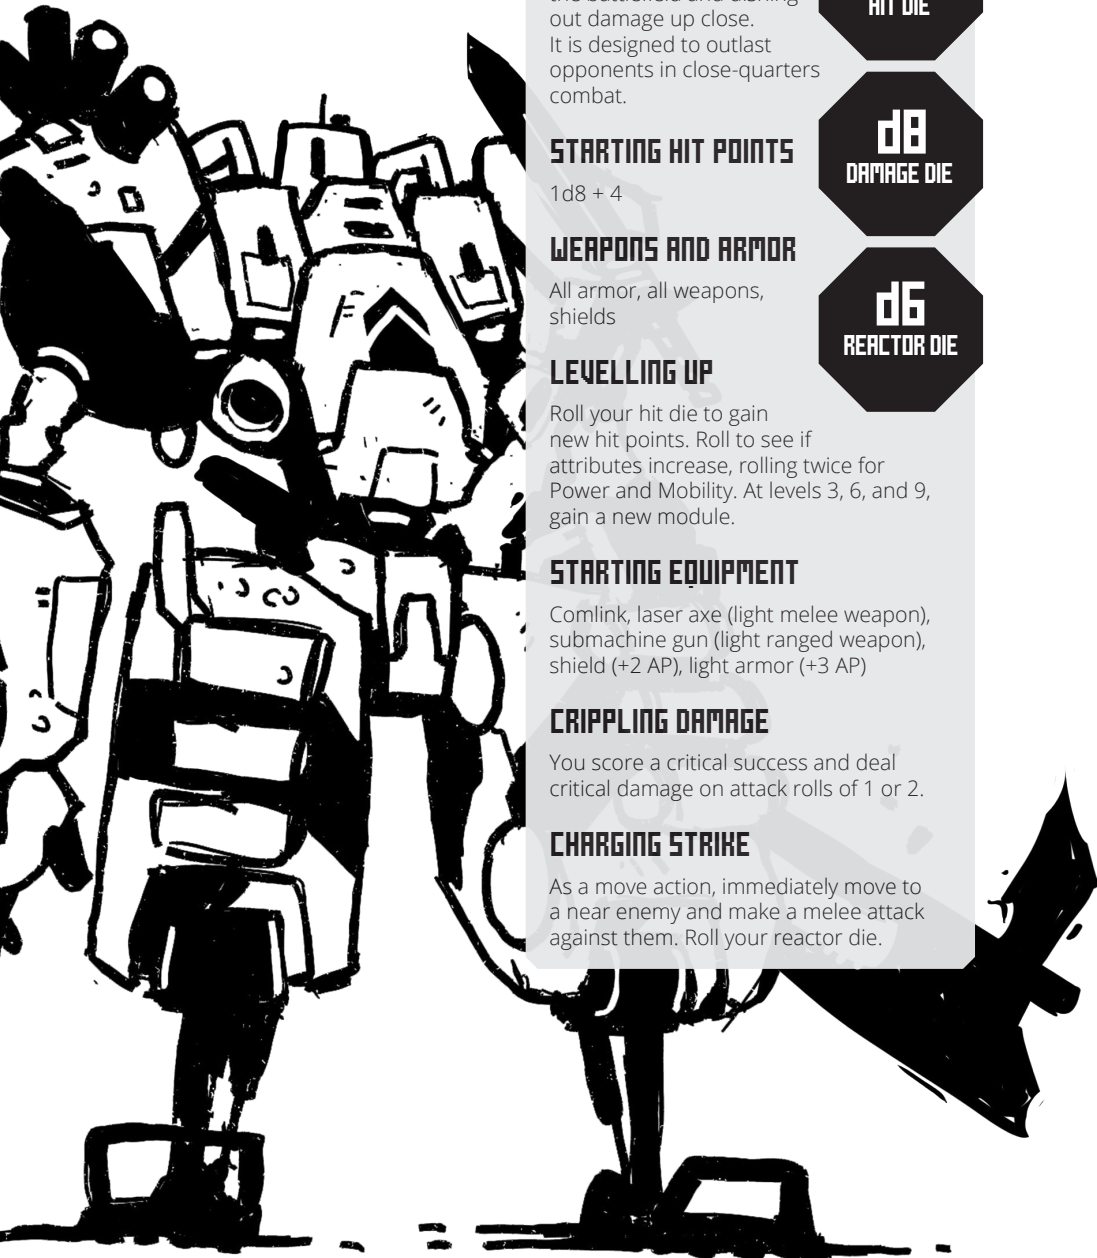 out damage up close.
It is designed to outlast
opponents in close-quarters
combat.
HIT DIE
d8
DAMAGE DIE
d6
REACTOR DIE
STARTING HIT POINTS
1d8 + 4
WEAPONS AND ARMOR
All armor, all weapons,
shields
LEVELLING UP
Roll your hit die to gain
new hit points. Roll to see if
attributes increase, rolling twice for
Power and Mobility. At levels 3, 6, and 9,
gain a new module.
STARTING EQUIPMENT
Comlink, laser axe (light melee weapon),
submachine gun (light ranged weapon),
shield (+2 AP), light armor (+3 AP)
CRIPPLING DAMAGE
You score a critical success and deal
critical damage on attack rolls of 1 or 2.
CHARGING STRIKE
As a move action, immediately move to
a near enemy and make a melee attack
against them. Roll your reactor die.